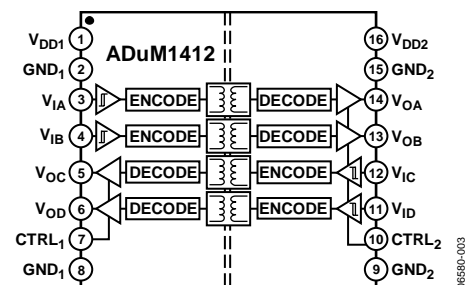 ADuM1412
VDD1 1 16 VDD2
GND1 2 15 GND2
VIA 3 ENCODE DECODE 14 VOA
VIB 4 ENCODE DECODE 13 VOB
VOC 5 DECODE ENCODE 12 VIC
VOD 6 DECODE ENCODE 11 VID
CTRL1 7 10 CTRL2
GND1 8 9 GND2
06580-003